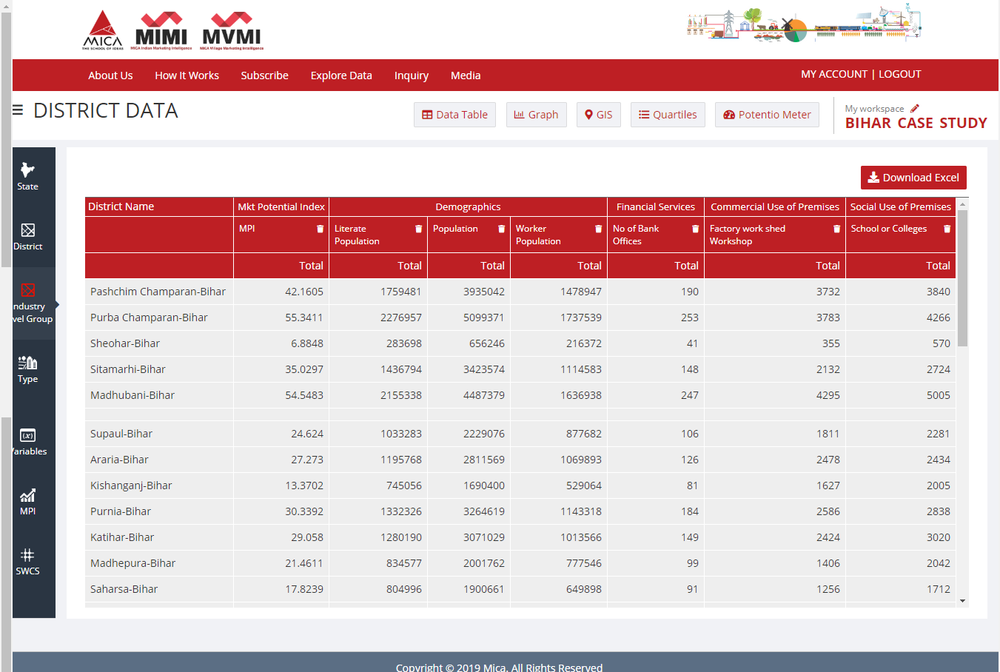 MICA
THE SCHOOL OF IDEAS
MIMI
MICA Indian Marketing Intelligence
MVMI
MICA Village Marketing Intelligence
About Us How It Works Subscribe Explore Data Inquiry Media MY ACCOUNT | LOGOUT
DISTRICT DATA
Data Table Graph GIS Quartiles Potentio Meter
My workspace
BIHAR CASE STUDY
State
District
ndustry
vel Group
Type
(x)
Variables
MPI
SWCS
Download Excel
District Name Mkt Potential Index Demographics Financial Services Commercial Use of Premises Social Use of Premises
MPI Literate Population Population Worker Population No of Bank Offices Factory work shed Workshop School or Colleges
Total Total Total Total Total Total Total
Pashchim Champaran-Bihar 42.1605 1759481 3935042 1478947 190 3732 3840
Purba Champaran-Bihar 55.3411 2276957 5099371 1737539 253 3783 4266
Sheohar-Bihar 6.8848 283698 656246 216372 41 355 570
Sitamarhi-Bihar 35.0297 1436794 3423574 1114583 148 2132 2724
Madhubani-Bihar 54.5483 2155338 4487379 1636938 247 4295 5005
Supaul-Bihar 24.624 1033283 2229076 877682 106 1811 2281
Araria-Bihar 27.273 1195768 2811569 1069893 126 2478 2434
Kishanganj-Bihar 13.3702 745056 1690400 529064 81 1627 2005
Purnia-Bihar 30.3392 1332326 3264619 1143318 184 2586 2838
Katihar-Bihar 29.058 1280190 3071029 1013566 149 2424 3020
Madhepura-Bihar 21.4611 834577 2001762 777546 99 1406 2042
Saharsa-Bihar 17.8239 804996 1900661 649898 91 1256 1712
Copyright © 2019 Mica. All Rights Reserved